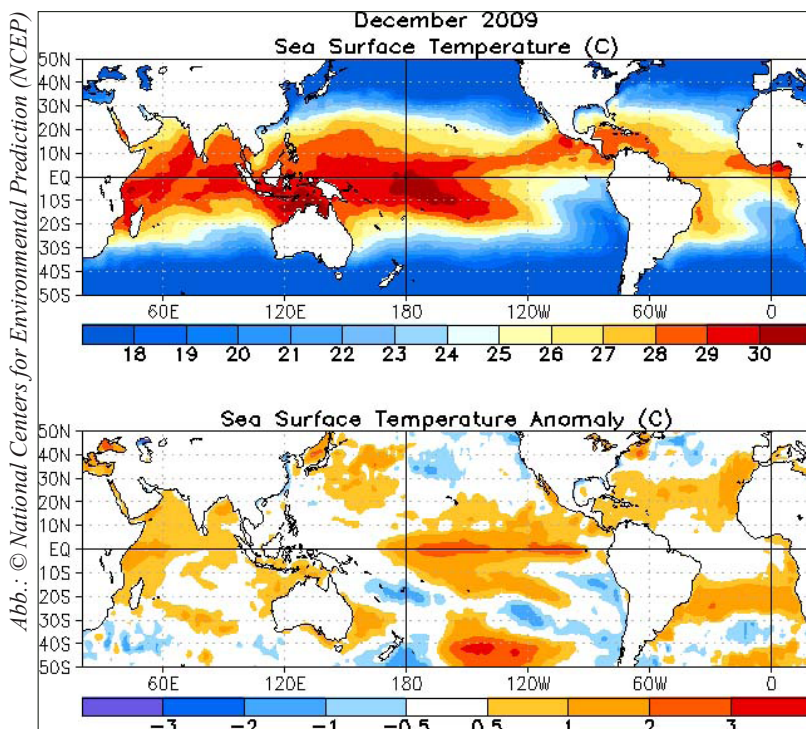 Abb.: © National Centers for Environmental Prediction (NCEP)
December 2009
Sea Surface Temperature (C)
50N
40N
30N
20N
10N
EQ
10S
20S
30S
40S
50S
60E 120E 180 120W 60W 0
18 19 20 21 22 23 24 25 26 27 28 29 30
Sea Surface Temperature Anomaly (C)
50N
40N
30N
20N
10N
EQ
10S
20S
30S
40S
50S
60E 120E 180 120W 60W 0
-3 -2 -1 -0.5 0.5 1 2 3